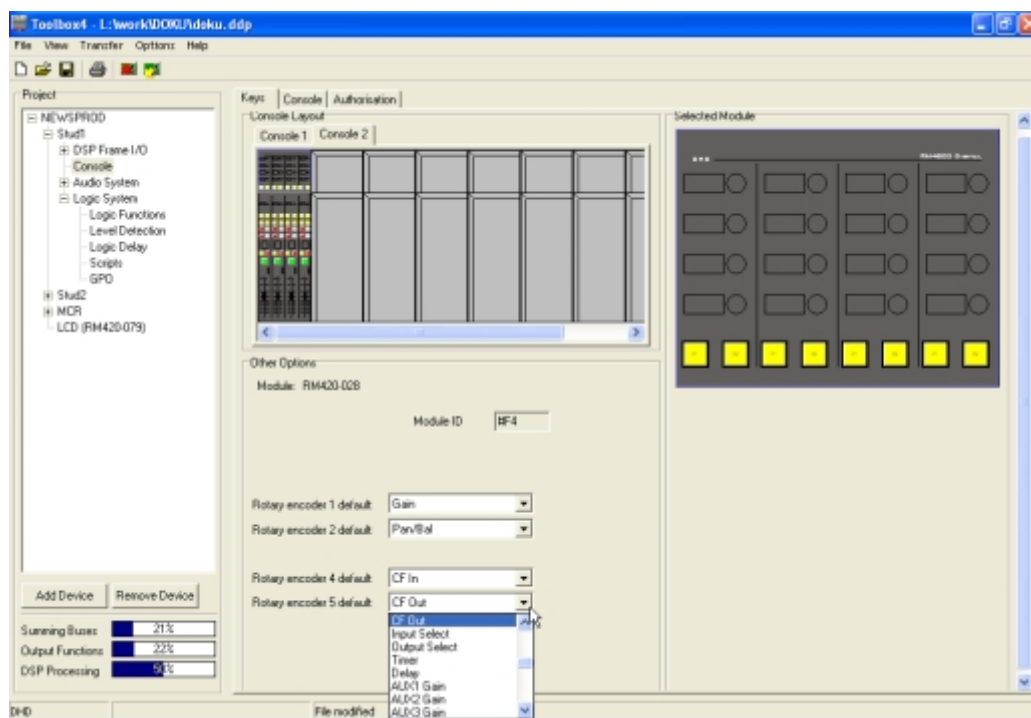 Toolbox4 - L:\work\DOKU\doku.ddp
File View Transfer Options Help
Project
NEWSPROD
Stud1
DSP Frame I/O
Console
Audio System
Logic System
Logic Functions
Level Detection
Logic Delay
Scripts
GPO
Stud2
MCR
LCD (RM420-079)
Add Device Remove Device
Summing Buses 21%
Output Functions 22%
DSP Processing 50%
Keys Console Authorisation
Console Layout
Console 1 Console 2
Other Options
Module: RM420-028
Module ID #F4
Rotary encoder 1 default: Gain
Rotary encoder 2 default: Pan/Bal
Rotary encoder 4 default: CF In
Rotary encoder 5 default: CF Out
CF Out
Input Select
Output Select
Timer
Delay
AUX1 Gain
AUX2 Gain
AUX3 Gain
Selected Module
DHD
File modified